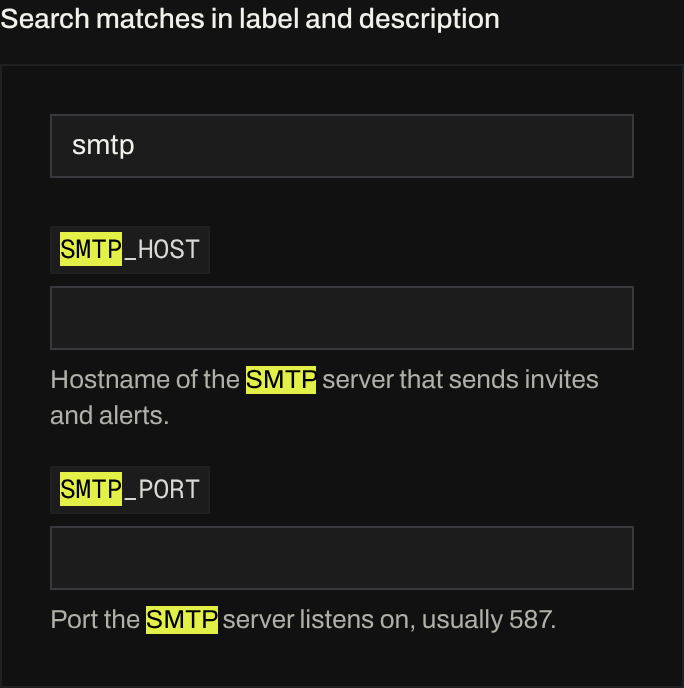 Search matches in label and description
smtp
SMTP_HOST
Hostname of the SMTP server that sends invites
and alerts.
SMTP_PORT
Port the SMTP server listens on, usually 587.